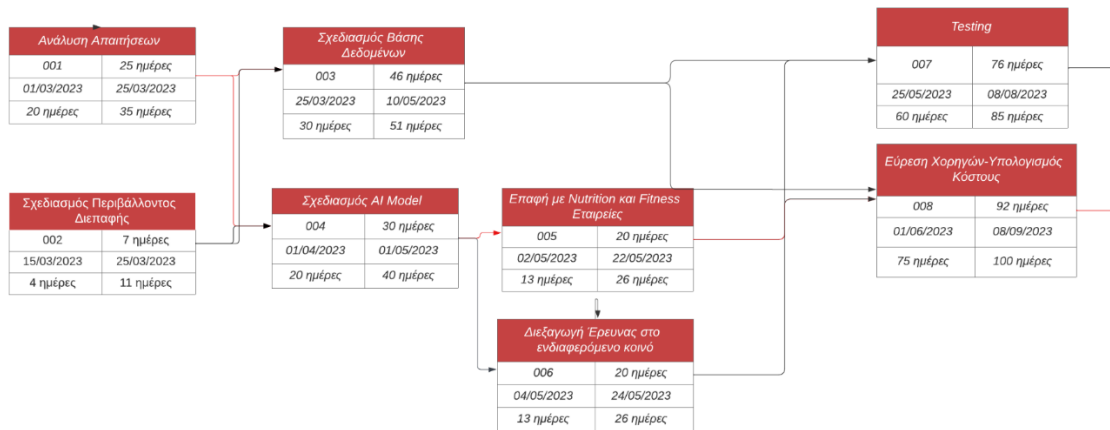 Ανάλυση Απαιτήσεων
001 25 ημέρες
01/03/2023 25/03/2023
20 ημέρες 35 ημέρες
Σχεδιασμός Περιβάλλοντος
Διεπαφής
002 7 ημέρες
15/03/2023 25/03/2023
4 ημέρες 11 ημέρες
Σχεδιασμός Βάσης
Δεδομένων
003 46 ημέρες
25/03/2023 10/05/2023
30 ημέρες 51 ημέρες
Σχεδιασμός AI Model
004 30 ημέρες
01/04/2023 01/05/2023
20 ημέρες 40 ημέρες
Επαφή με Nutrition και Fitness
Εταιρείες
005 20 ημέρες
02/05/2023 22/05/2023
13 ημέρες 26 ημέρες
Διεξαγωγή Έρευνας στο
ενδιαφερόμενο κοινό
006 20 ημέρες
04/05/2023 24/05/2023
13 ημέρες 26 ημέρες
Testing
007 76 ημέρες
25/05/2023 08/08/2023
60 ημέρες 85 ημέρες
Εύρεση Χορηγών-Υπολογισμός
Κόστους
008 92 ημέρες
01/06/2023 08/09/2023
75 ημέρες 100 ημέρες